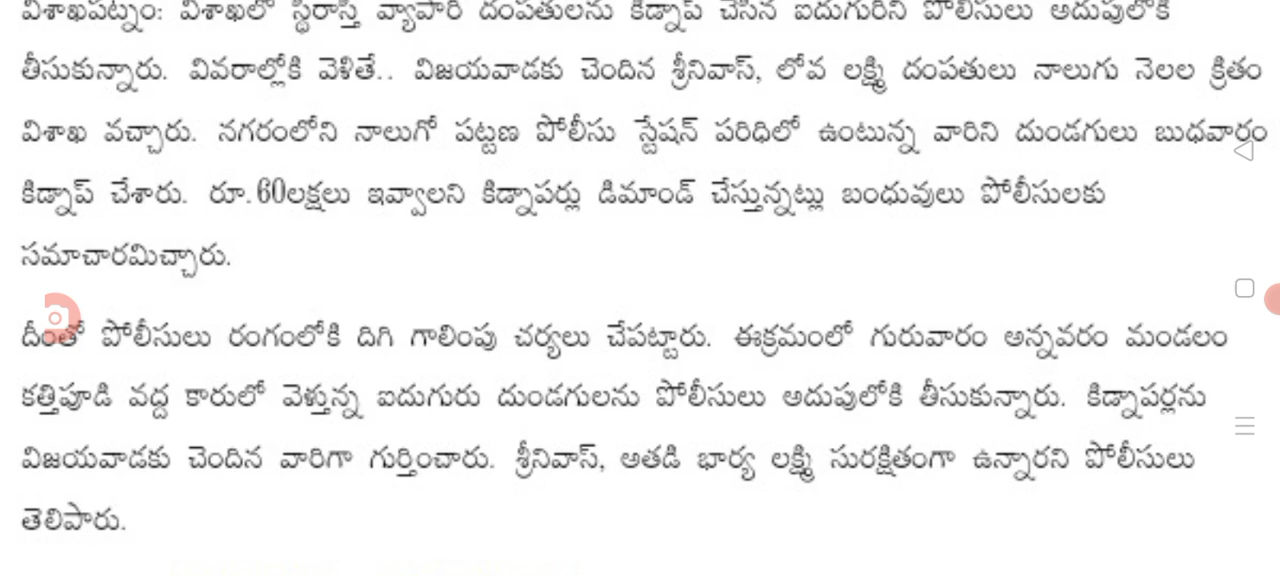 విశాఖపట్నం: విశాఖలో స్థిరాస్తి వ్యాపారి దంపతులను కిడ్నాప్ చేసిన ఐదుగురిని పోలీసులు అదుపులోకి
తీసుకున్నారు. వివరాల్లోకి వెళితే.. విజయవాడకు చెందిన శ్రీనివాస్, లోవ లక్ష్మి దంపతులు నాలుగు నెలల క్రితం
విశాఖ వచ్చారు. నగరంలోని నాలుగో పట్టణ పోలీసు స్టేషన్ పరిధిలో ఉంటున్న వారిని దుండగులు బుధవారం
కిడ్నాప్ చేశారు. రూ.60లక్షలు ఇవ్వాలని కిడ్నాపర్లు డిమాండ్ చేస్తున్నట్లు బంధువులు పోలీసులకు
సమాచారమిచ్చారు.
దీంతో పోలీసులు రంగంలోకి దిగి గాలింపు చర్యలు చేపట్టారు. ఈక్రమంలో గురువారం అన్నవరం మండలం
కత్తిపూడి వద్ద కారులో వెళ్తున్న ఐదుగురు దుండగులను పోలీసులు అదుపులోకి తీసుకున్నారు. కిడ్నాపర్లను
విజయవాడకు చెందిన వారిగా గుర్తించారు. శ్రీనివాస్, అతడి భార్య లక్ష్మి సురక్షితంగా ఉన్నారని పోలీసులు
తెలిపారు.